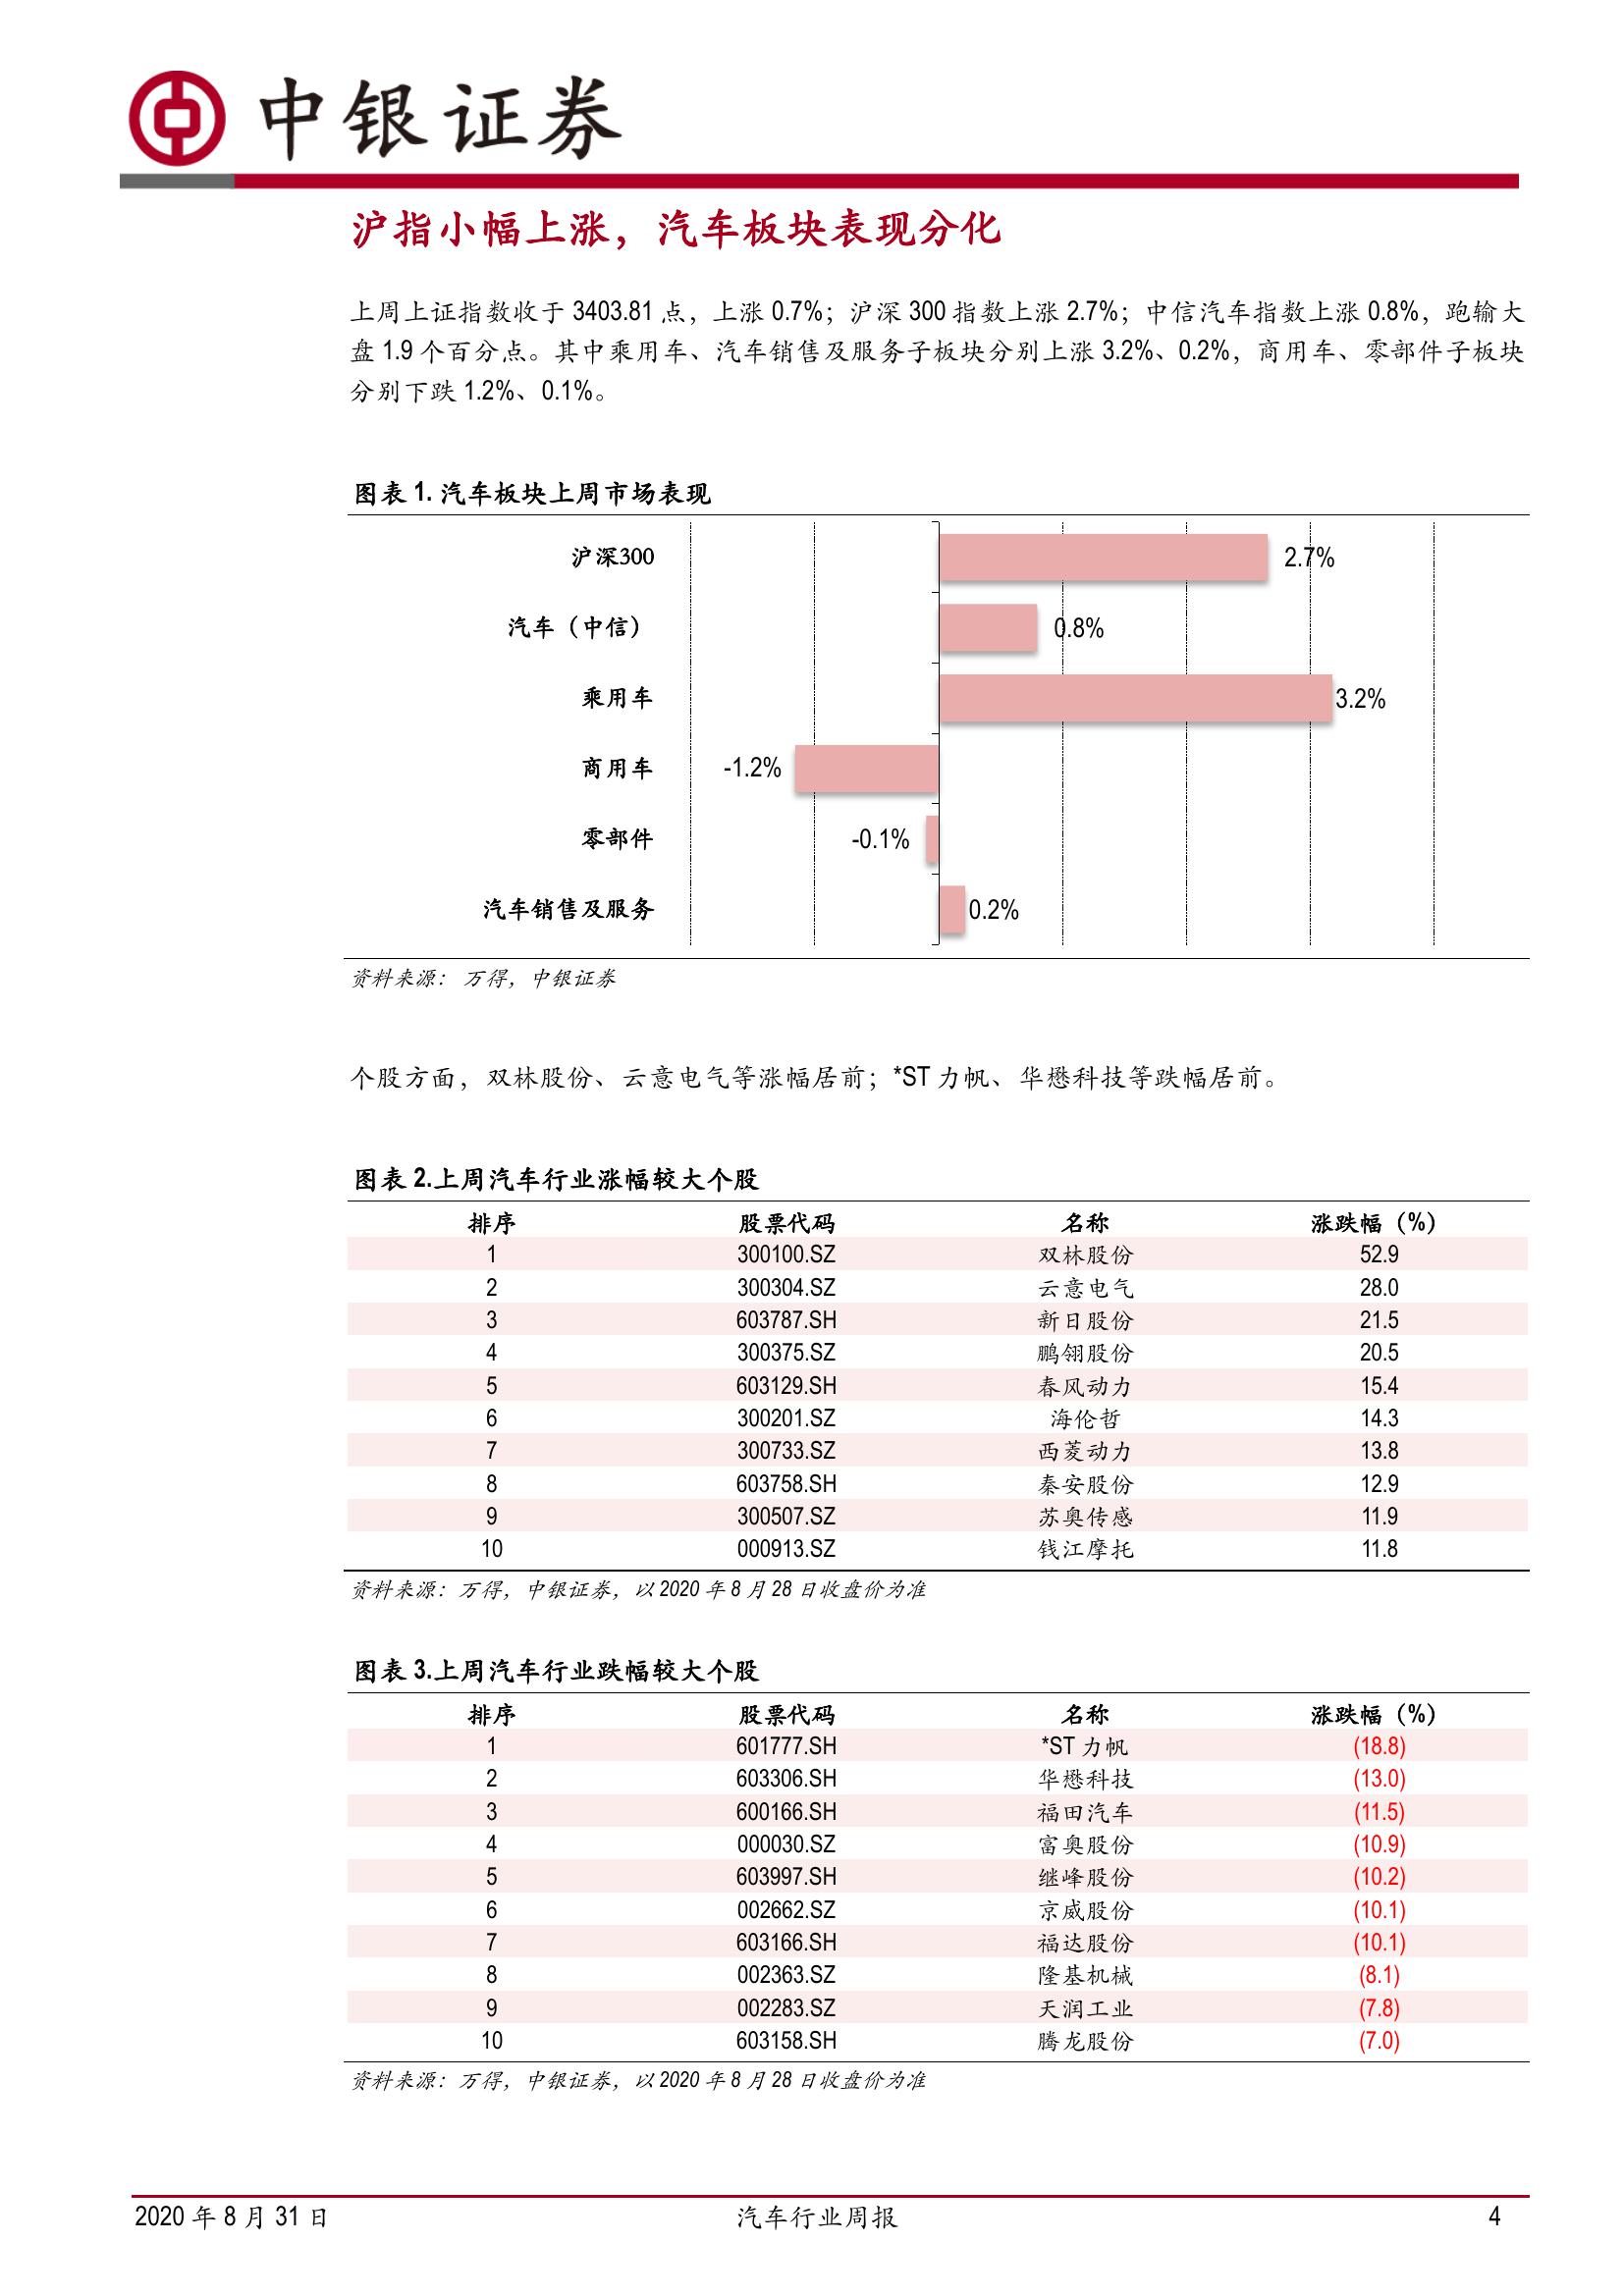 中银证券
沪指小幅上涨，汽车板块表现分化
上周上证指数收于 3403.81 点，上涨 0.7%；沪深 300 指数上涨 2.7%；中信汽车指数上涨 0.8%，跑输大
盘 1.9 个百分点。其中乘用车、汽车销售及服务子板块分别上涨 3.2%、0.2%，商用车、零部件子板块
分别下跌 1.2%、0.1%。
图表 1. 汽车板块上周市场表现
沪深300 2.7%
汽车（中信） 0.8%
乘用车 3.2%
商用车 -1.2%
零部件 -0.1%
汽车销售及服务 0.2%
资料来源： 万得，中银证券
个股方面，双林股份、云意电气等涨幅居前；*ST 力帆、华懋科技等跌幅居前。
图表 2.上周汽车行业涨幅较大个股
排序 股票代码 名称 涨跌幅（%）
1 300100.SZ 双林股份 52.9
2 300304.SZ 云意电气 28.0
3 603787.SH 新日股份 21.5
4 300375.SZ 鹏翎股份 20.5
5 603129.SH 春风动力 15.4
6 300201.SZ 海伦哲 14.3
7 300733.SZ 西菱动力 13.8
8 603758.SH 秦安股份 12.9
9 300507.SZ 苏奥传感 11.9
10 000913.SZ 钱江摩托 11.8
资料来源：万得，中银证券，以 2020 年 8 月 28 日收盘价为准
图表 3.上周汽车行业跌幅较大个股
排序 股票代码 名称 涨跌幅（%）
1 601777.SH *ST 力帆 (18.8)
2 603306.SH 华懋科技 (13.0)
3 600166.SH 福田汽车 (11.5)
4 000030.SZ 富奥股份 (10.9)
5 603997.SH 继峰股份 (10.2)
6 002662.SZ 京威股份 (10.1)
7 603166.SH 福达股份 (10.1)
8 002363.SZ 隆基机械 (8.1)
9 002283.SZ 天润工业 (7.8)
10 603158.SH 腾龙股份 (7.0)
资料来源：万得，中银证券，以 2020 年 8 月 28 日收盘价为准
2020 年 8 月 31 日 汽车行业周报 4